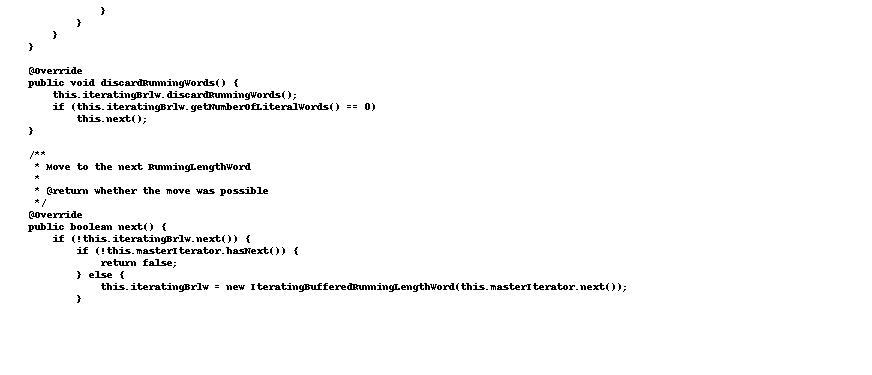 }
        }
    }
}

@Override
public void discardRunningWords() {
    this.iteratingBrlw.discardRunningWords();
    if (this.iteratingBrlw.getNumberOfLiteralWords() == 0)
        this.next();
}

/**
 * Move to the next RunningLengthWord
 *
 * @return whether the move was possible
 */
@Override
public boolean next() {
    if (!this.iteratingBrlw.next()) {
        if (!this.masterIterator.hasNext()) {
            return false;
        } else {
            this.iteratingBrlw = new IteratingBufferedRunningLengthWord(this.masterIterator.next());
        }